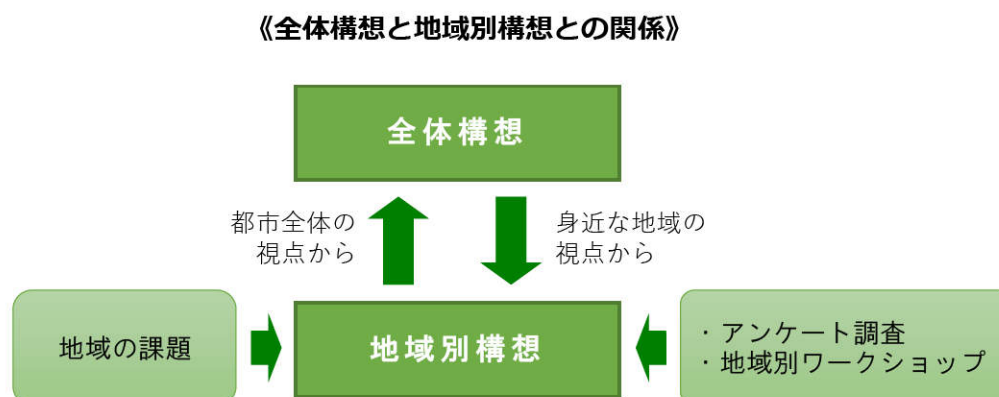 《全体構想と地域別構想との関係》
全体構想
都市全体の
視点から
身近な地域の
視点から
地域の課題
地域別構想
・アンケート調査
・地域別ワークショップ